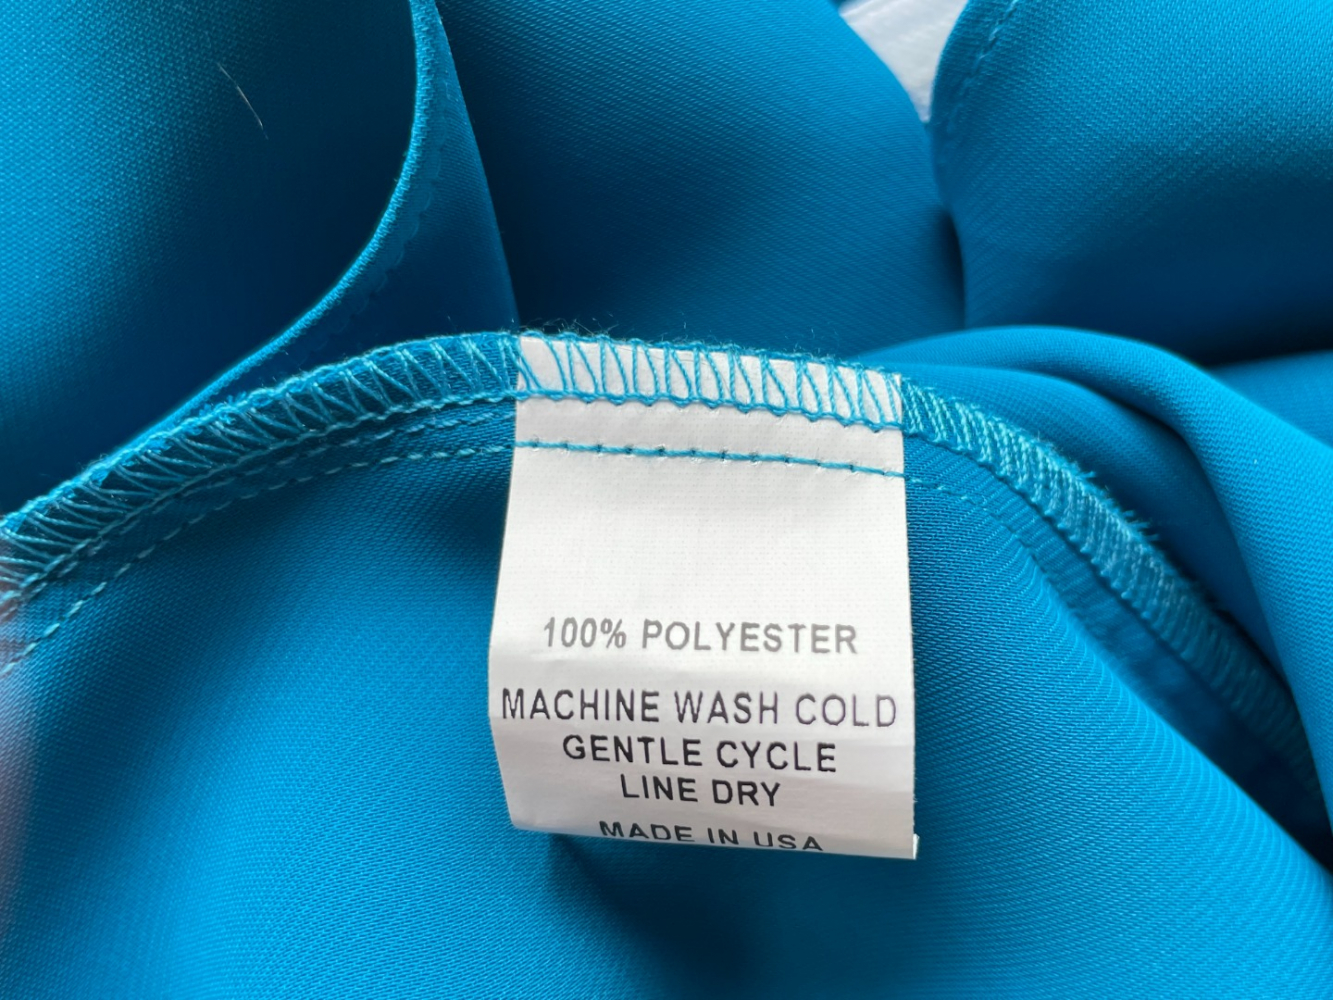 100% POLYESTER
MACHINE WASH COLD
GENTLE CYCLE
LINE DRY
MADE IN USA